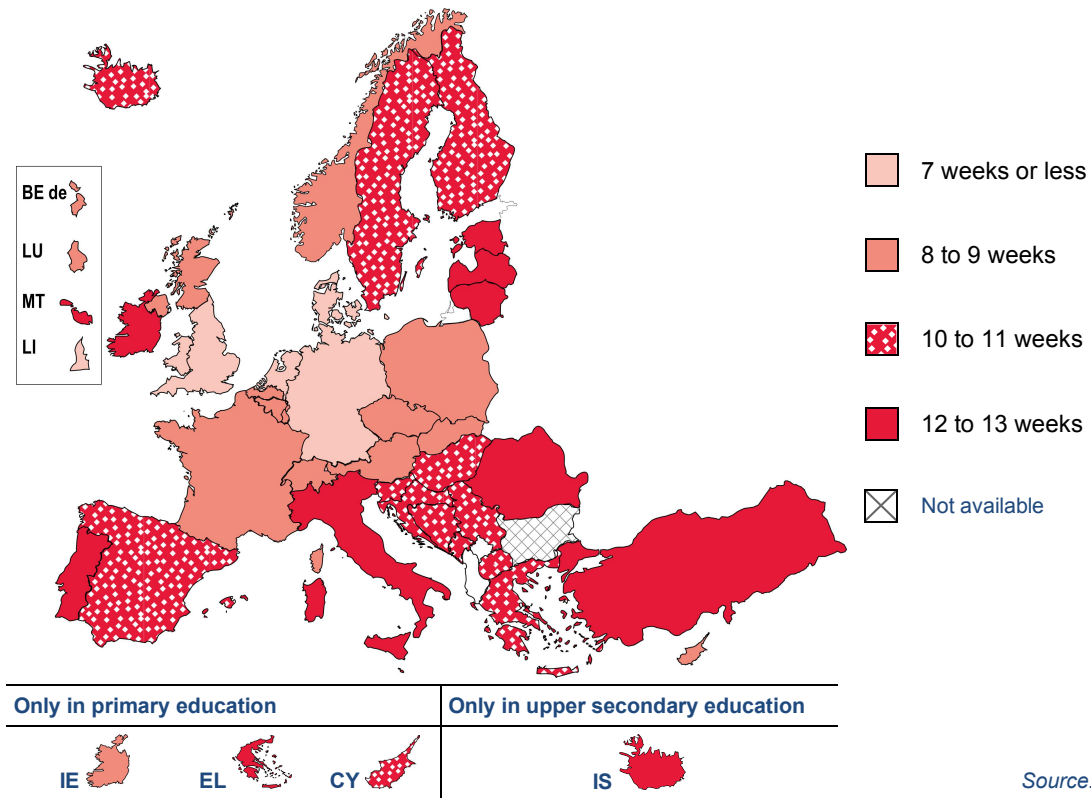 BE de
LU
MT
LI
7 weeks or less
8 to 9 weeks
10 to 11 weeks
12 to 13 weeks
Not available
Only in primary education
Only in upper secondary education
IE
EL
CY
IS
Source: